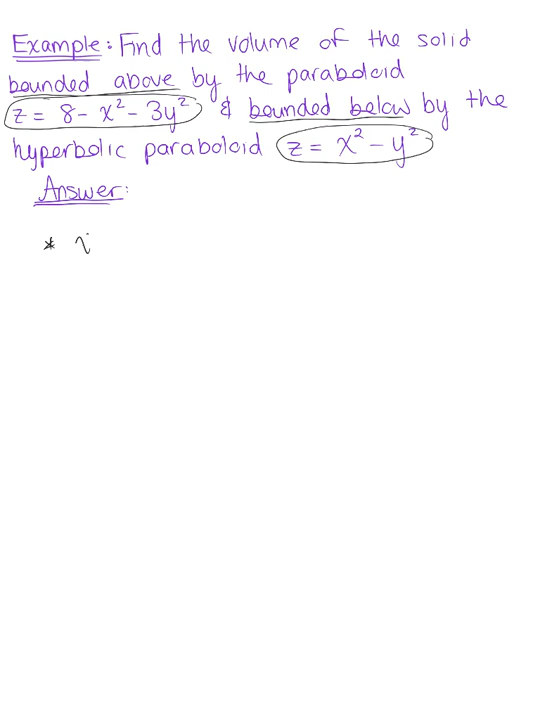 Example: Find the volume of the solid
bounded above by the paraboloid
z = 8 - x² - 3y² & bounded below by the
hyperbolic paraboloid z = x² - y²
Answer:
*